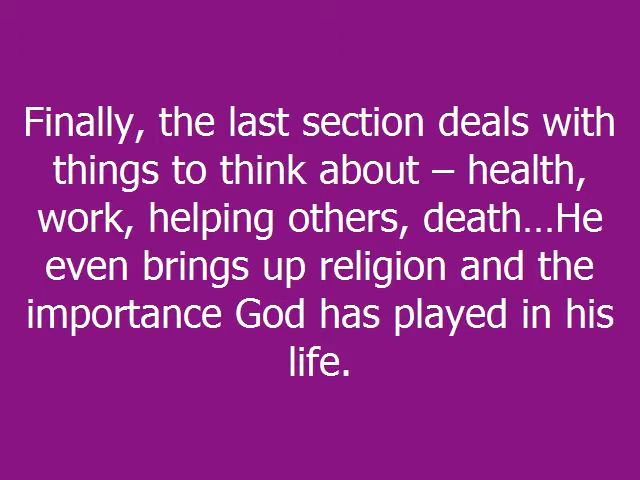 Finally, the last section deals with
things to think about – health,
work, helping others, death…He
even brings up religion and the
importance God has played in his
life.